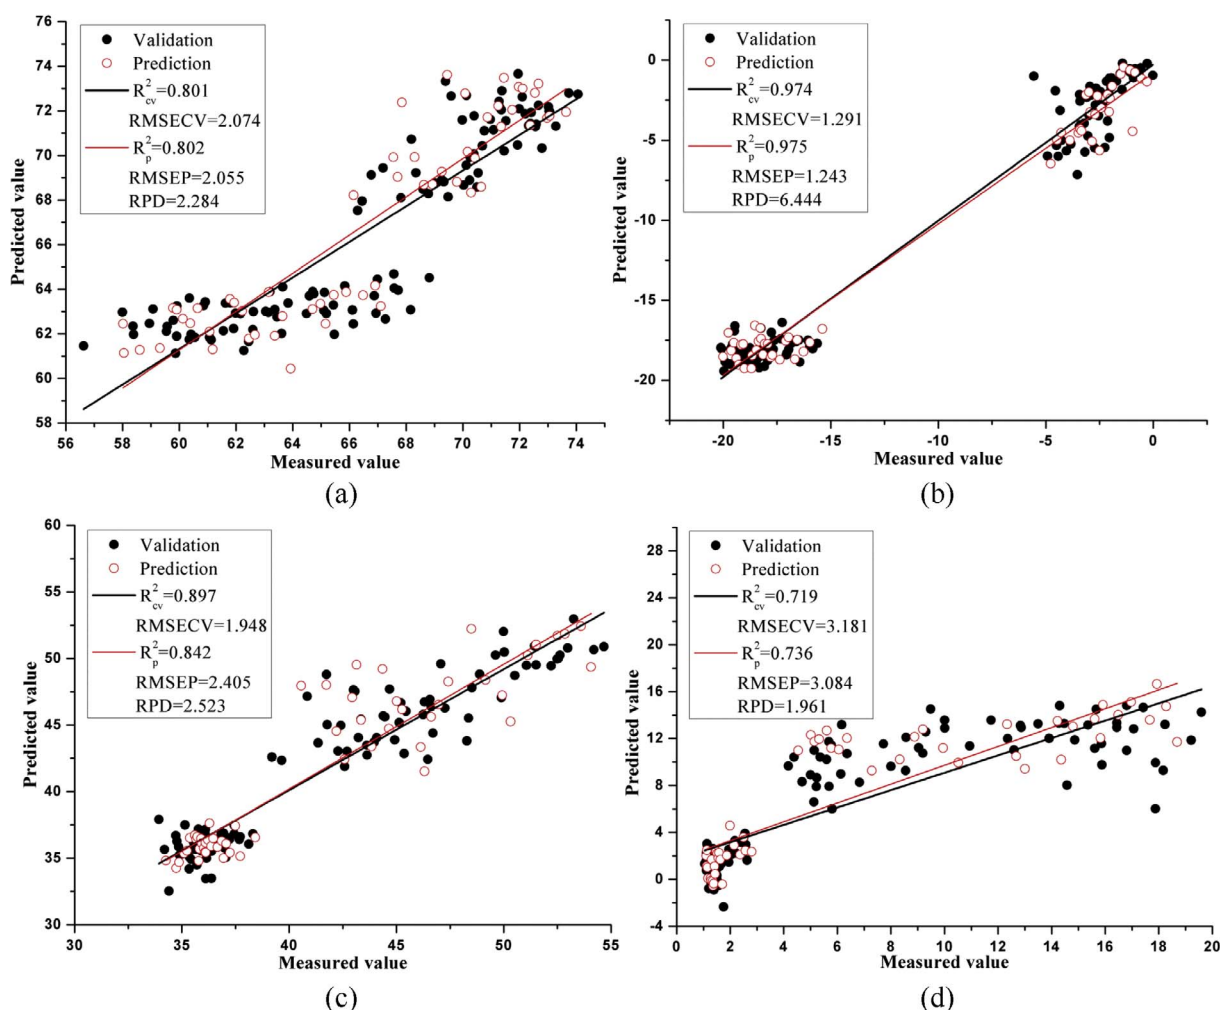 76
74
72
70
68
66
64
62
60
58
56 58 60 62 64 66 68 70 72 74
Predicted value
Measured value
Validation
Prediction
R²cv=0.801
RMSECV=2.074
R²p=0.802
RMSEP=2.055
RPD=2.284
(a)
0
-5
-10
-15
-20
-20 -15 -10 -5 0
Predicted value
Measured value
Validation
Prediction
R²cv=0.974
RMSECV=1.291
R²p=0.975
RMSEP=1.243
RPD=6.444
(b)
60
55
50
45
40
35
30
30 35 40 45 50 55
Predicted value
Measured value
Validation
Prediction
R²cv=0.897
RMSECV=1.948
R²p=0.842
RMSEP=2.405
RPD=2.523
(c)
28
24
20
16
12
8
4
0
-4
0 2 4 6 8 10 12 14 16 18 20
Predicted value
Measured value
Validation
Prediction
R²cv=0.719
RMSECV=3.181
R²p=0.736
RMSEP=3.084
RPD=1.961
(d)